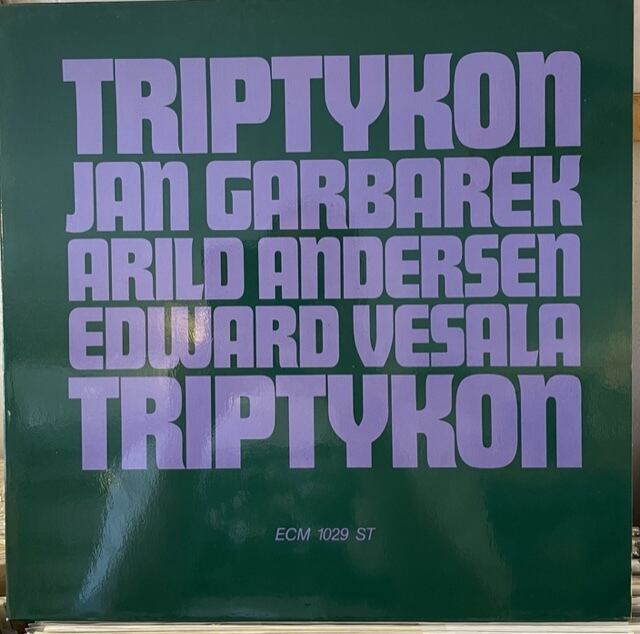 TRIPTYKON
JAN GARBAREK
ARILD ANDERSEN
EDWARD VESALA
TRIPTYKON
ECM 1029 ST